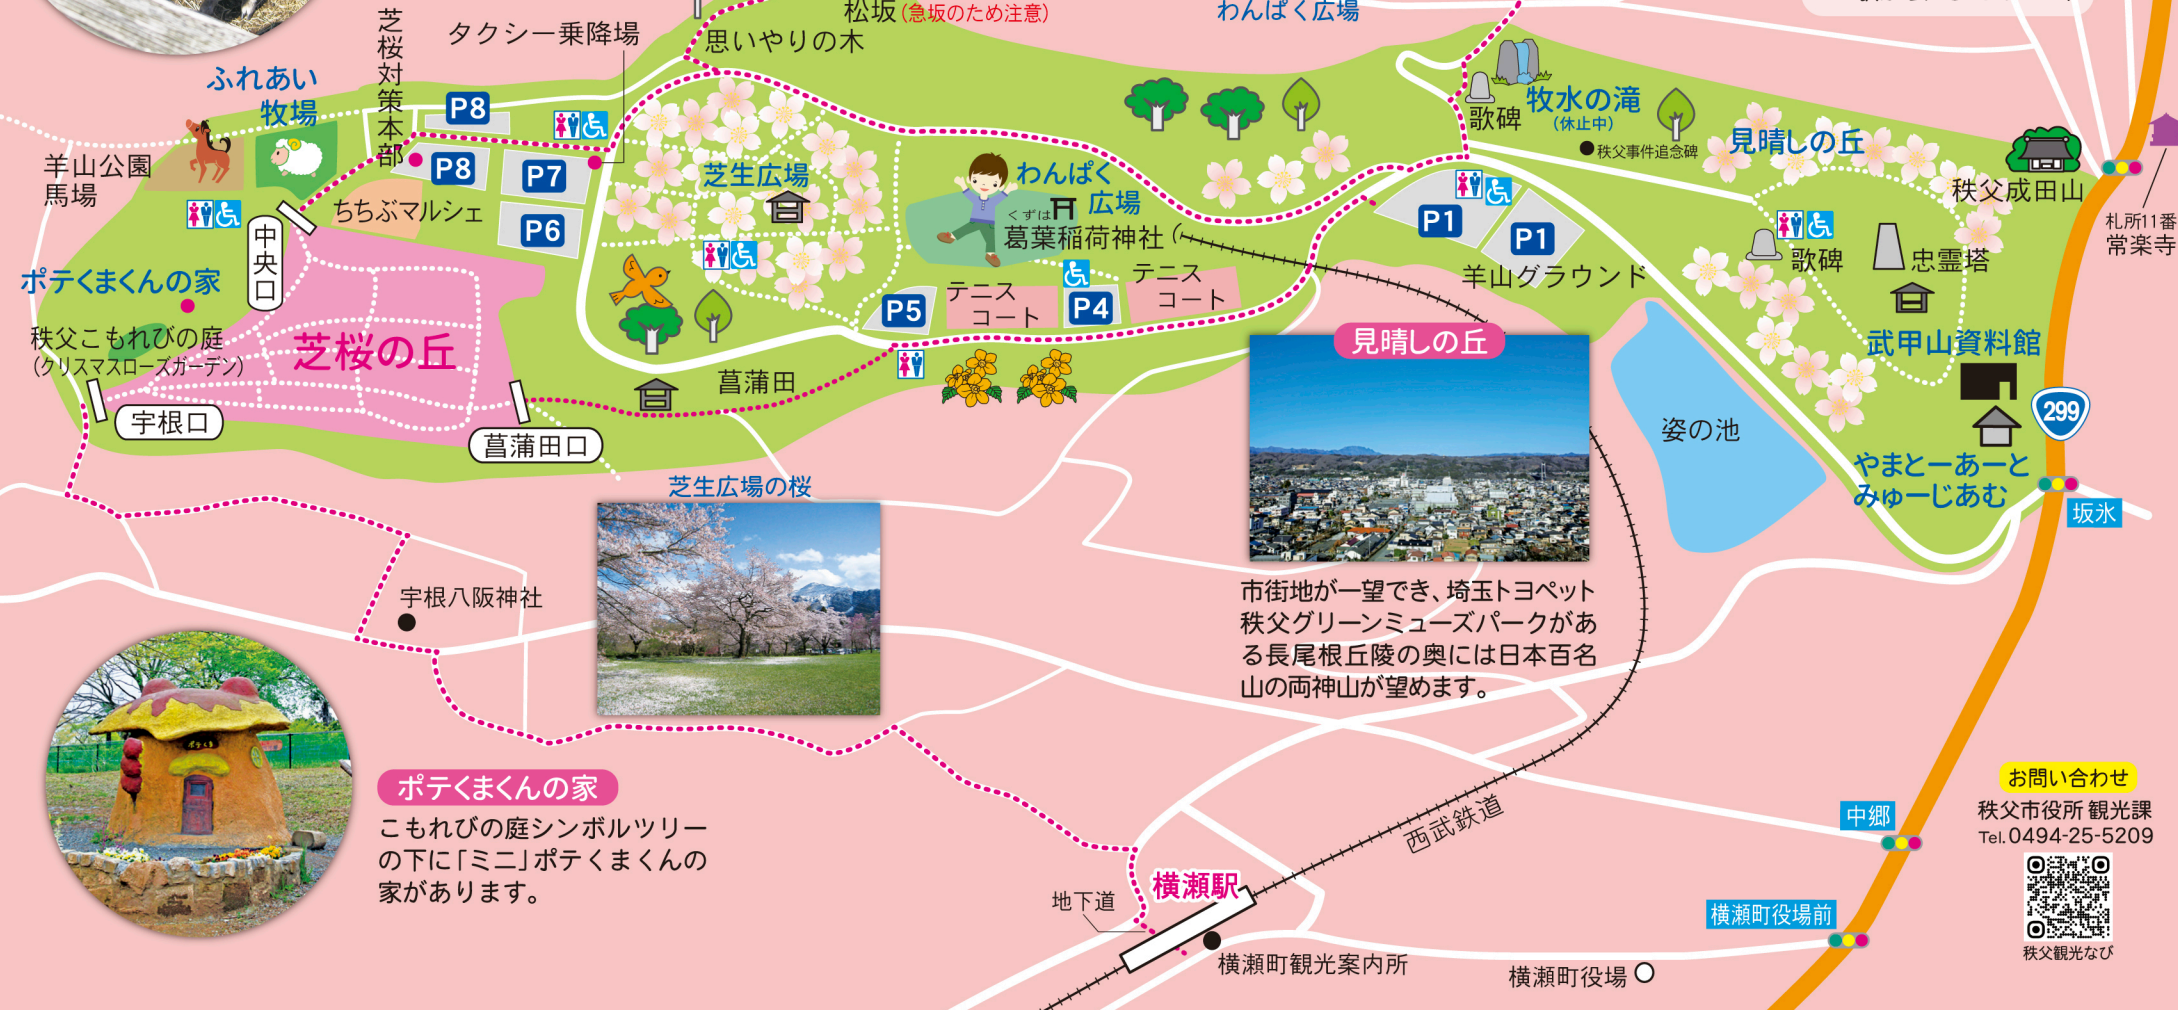 松坂(急坂のため注意)
わんぱく広場
タクシー乗降場
思いやりの木
芝桜対策本部
ふれあい
牧場
P8
P8
P7
P6
羊山公園
馬場
ちちぶマルシェ
中央口
ポテくまくんの家
秩父こもれびの庭
(クリスマスローズガーデン)
芝桜の丘
宇根口
菖蒲田口
芝生広場
菖蒲田
わんぱく
広場
くずは
葛葉稲荷神社
P5
テニス
コート
P4
テニス
コート
歌碑
牧水の滝
(休止中)
秩父事件追念碑
見晴しの丘
秩父成田山
札所11番
常楽寺
P1
P1
羊山グラウンド
歌碑
忠霊塔
武甲山資料館
299
やまとーあーと
みゅーじあむ
坂氷
姿の池
見晴しの丘
市街地が一望でき、埼玉トヨペット
秩父グリーンミューズパークがあ
る長尾根丘陵の奥には日本百名
山の両神山が望めます。
芝生広場の桜
宇根八阪神社
ポテくま
ポテくまくんの家
こもれびの庭シンボルツリー
の下に「ミニ」ポテくまくんの
家があります。
西武鉄道
地下道
横瀬駅
横瀬町観光案内所
横瀬町役場
横瀬町役場前
中郷
お問い合わせ
秩父市役所 観光課
Tel.0494-25-5209
秩父観光なび